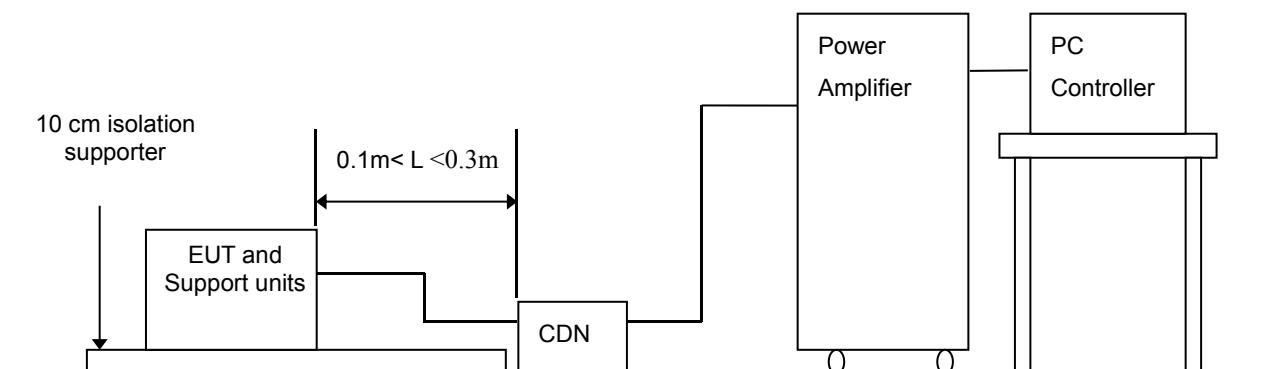 10 cm isolation
supporter
EUT and
Support units
0.1m< L <0.3m
CDN
Power
Amplifier
PC
Controller